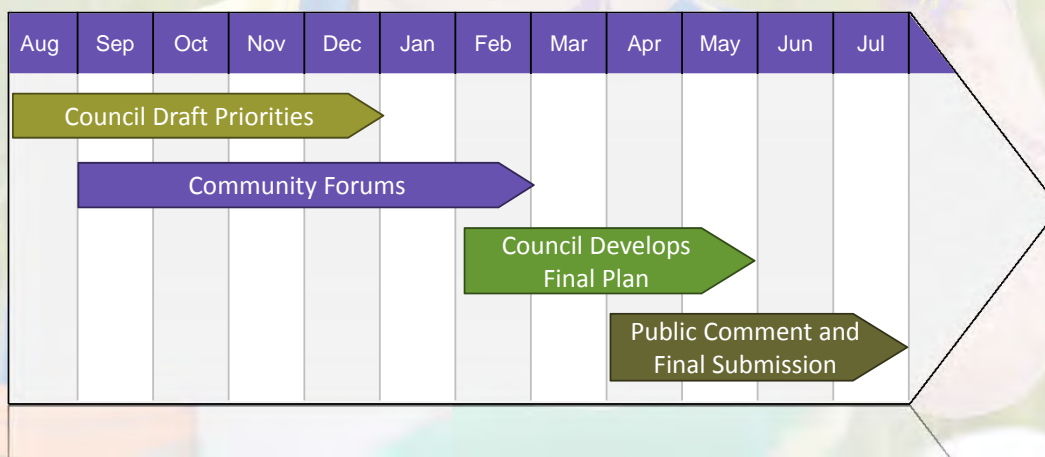 Aug Sep Oct Nov Dec Jan Feb Mar Apr May Jun Jul
Council Draft Priorities
Community Forums
Council Develops
Final Plan
Public Comment and
Final Submission